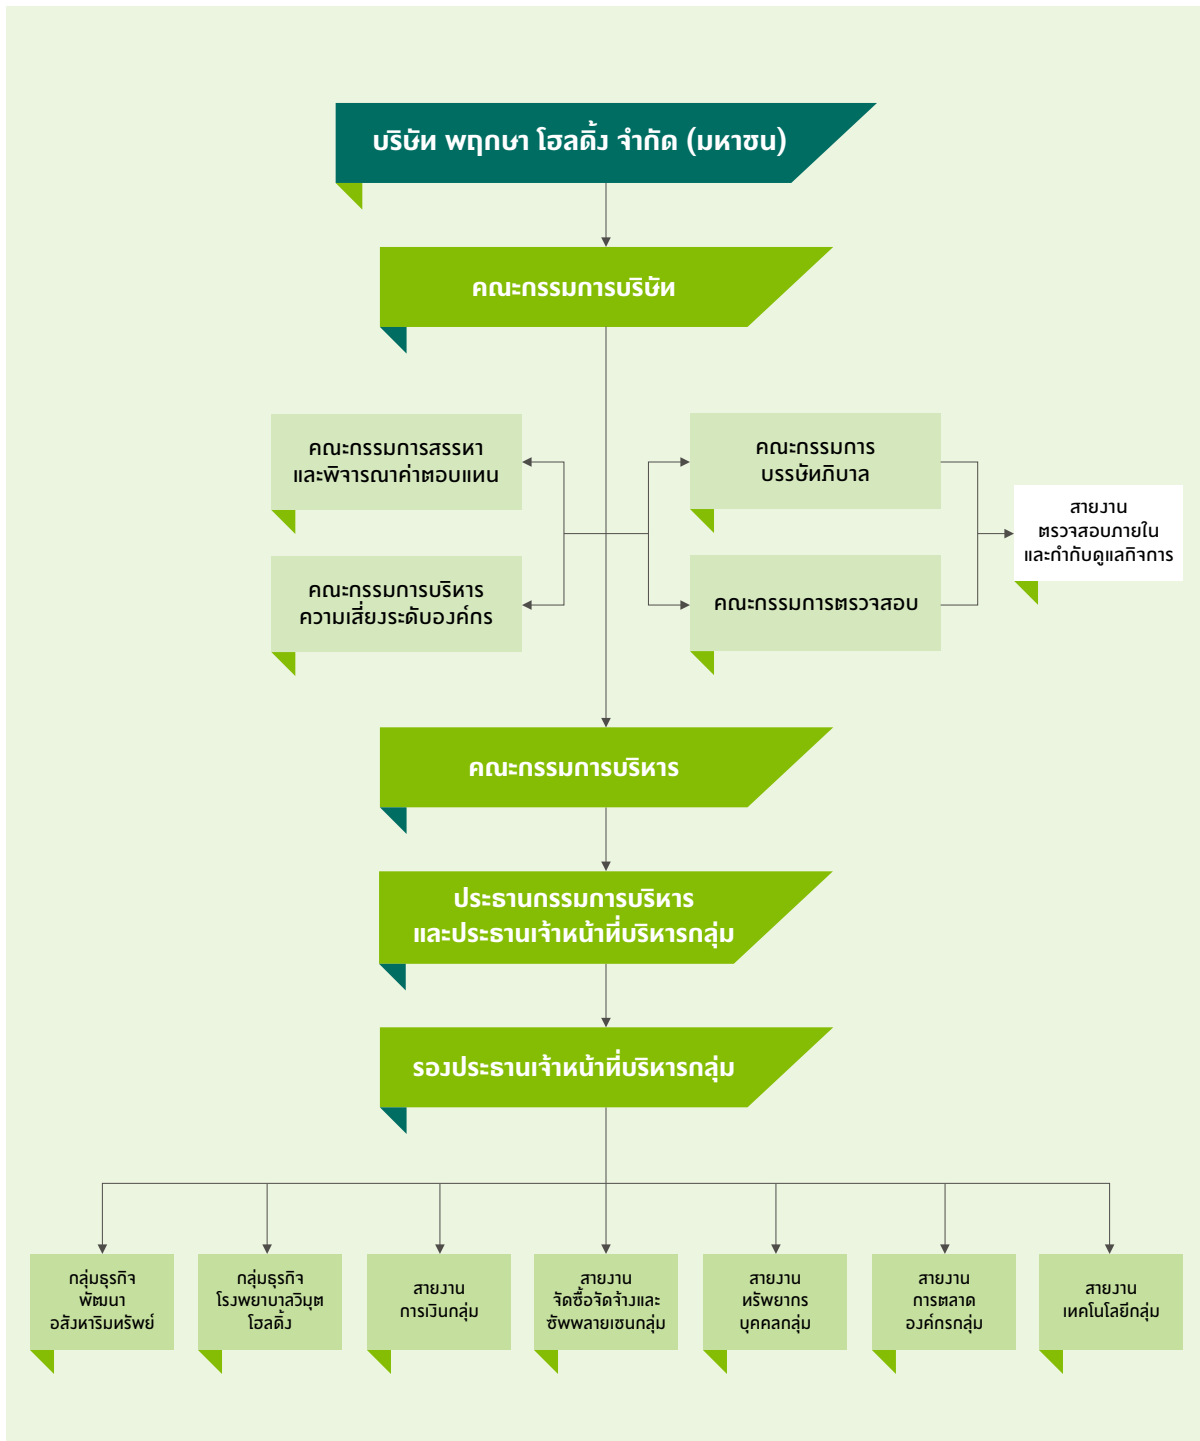 บริษัท พฤกษา โฮลดิ้ง จำกัด (มหาชน)
คณะกรรมการบริษัท
คณะกรรมการสรรหา
และพิจารณาค่าตอบแทน
คณะกรรมการ
บรรษัทภิบาล
สายงาน
ตรวจสอบภายใน
และกำกับดูแลกิจการ
คณะกรรมการบริหาร
ความเสี่ยงระดับองค์กร
คณะกรรมการตรวจสอบ
คณะกรรมการบริหาร
ประธานกรรมการบริหาร
และประธานเจ้าหน้าที่บริหารกลุ่ม
รองประธานเจ้าหน้าที่บริหารกลุ่ม
กลุ่มธุรกิจ
พัฒนา
อสังหาริมทรัพย์
กลุ่มธุรกิจ
โรงพยาบาลวิมุต
โฮลดิ้ง
สายงาน
การเงินกลุ่ม
สายงาน
จัดซื้อจัดจ้างและ
ซัพพลายเชนกลุ่ม
สายงาน
ทรัพยากร
บุคคลกลุ่ม
สายงาน
การตลาด
องค์กรกลุ่ม
สายงาน
เทคโนโลยีกลุ่ม